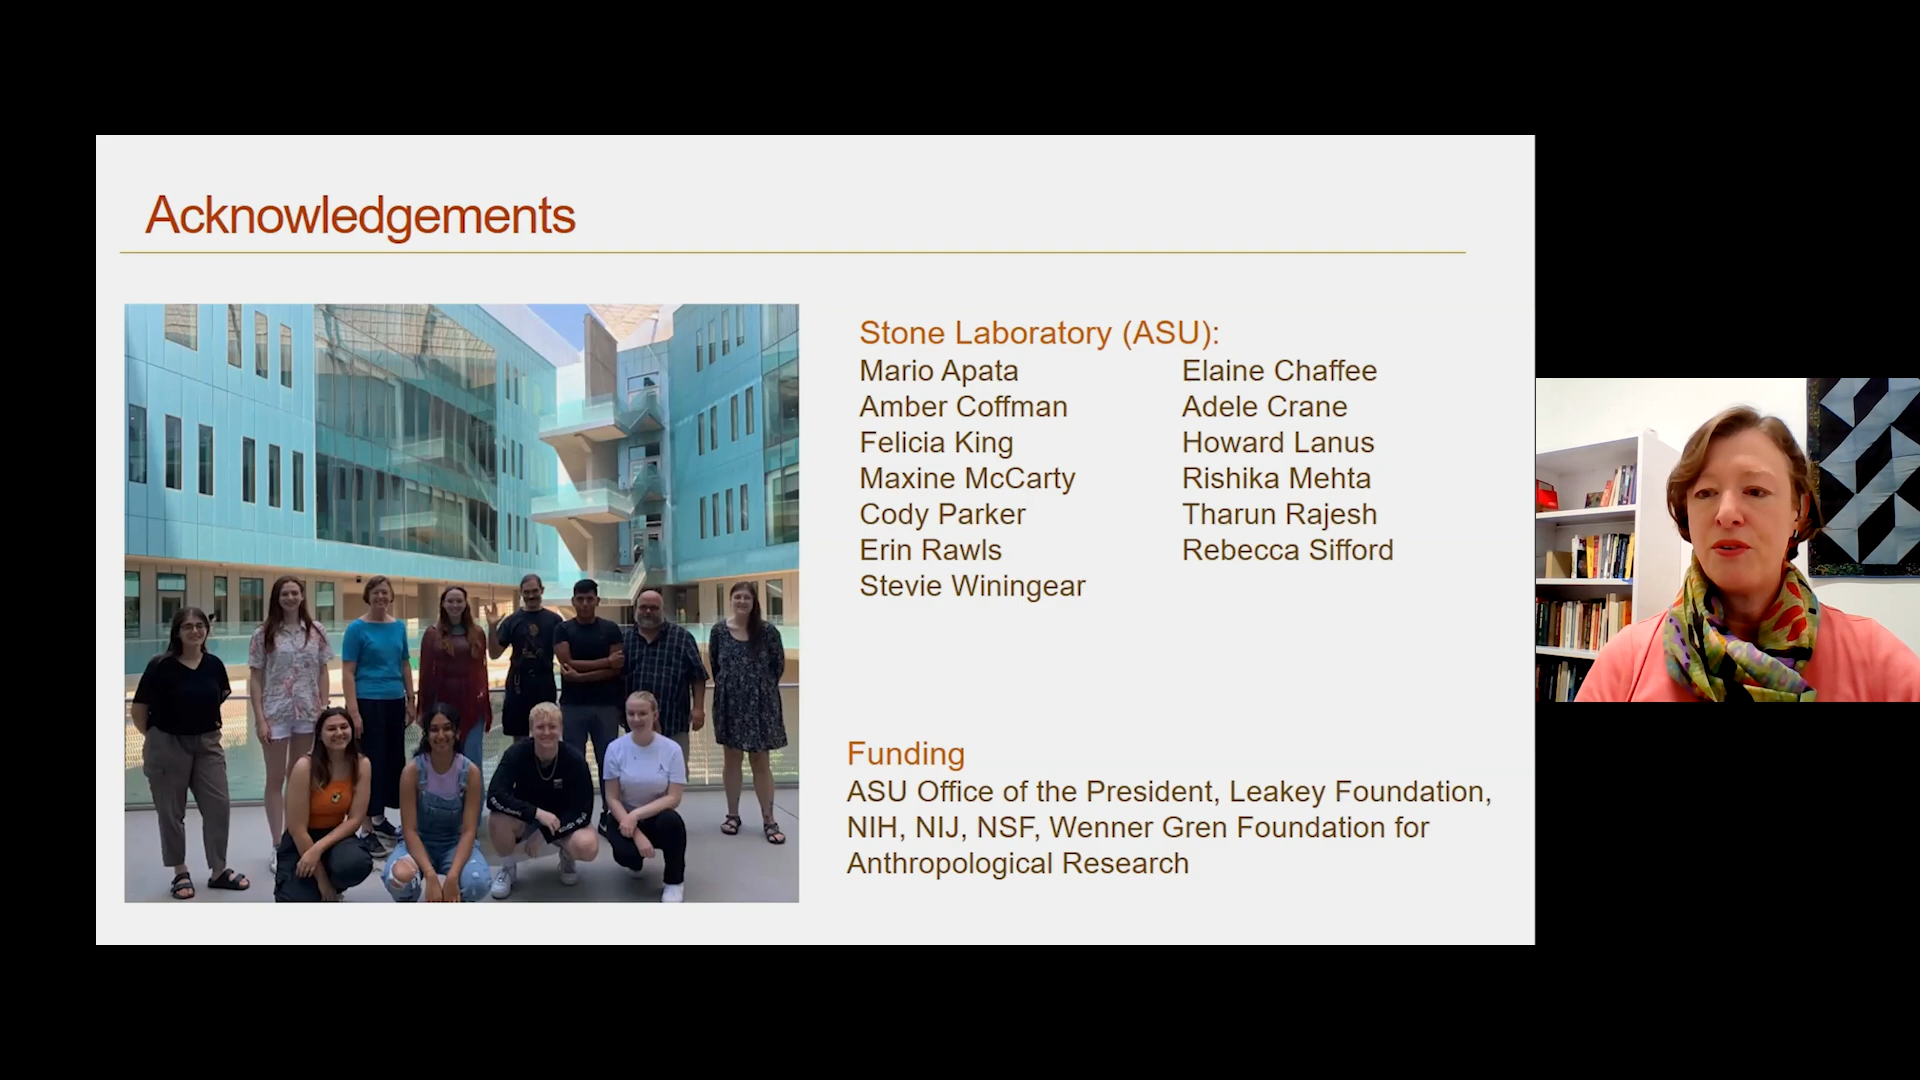 Acknowledgements
Stone Laboratory (ASU):
Mario Apata
Amber Coffman
Felicia King
Maxine McCarty
Cody Parker
Erin Rawls
Stevie Winingear
Elaine Chaffee
Adele Crane
Howard Lanus
Rishika Mehta
Tharun Rajesh
Rebecca Sifford
Funding
ASU Office of the President, Leakey Foundation,
NIH, NIJ, NSF, Wenner Gren Foundation for
Anthropological Research